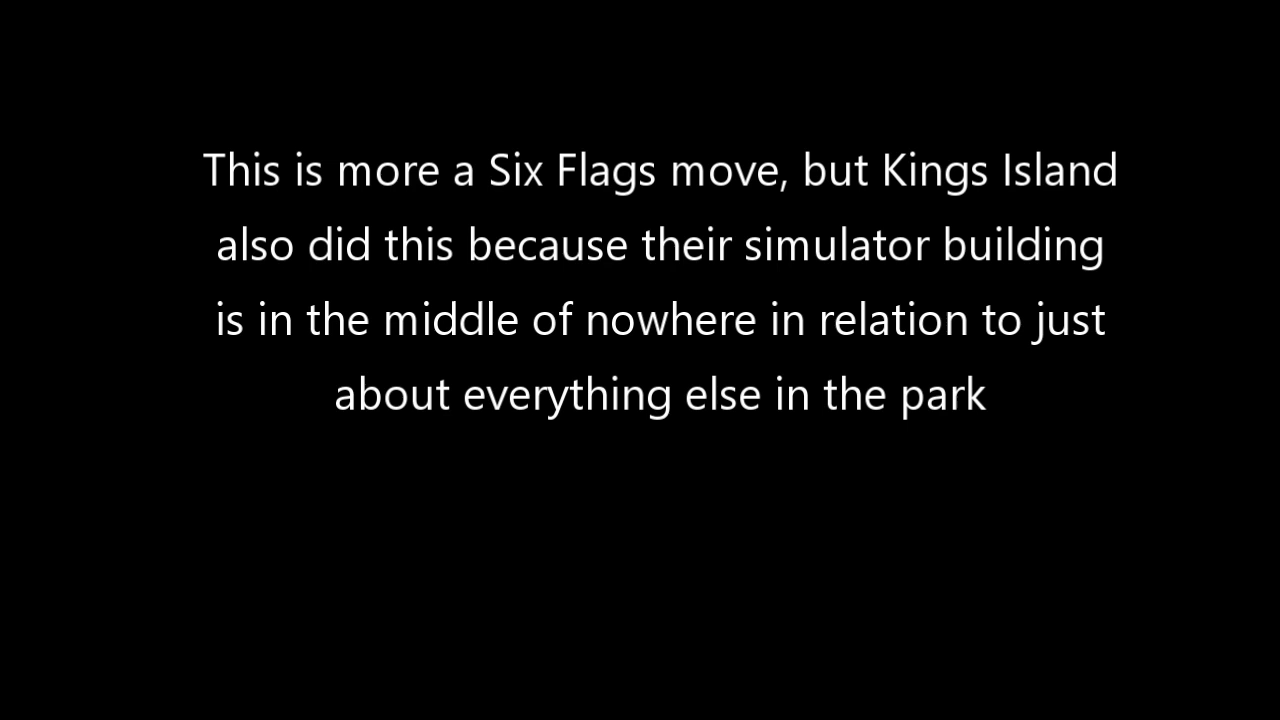 This is more a Six Flags move, but Kings Island
also did this because their simulator building
is in the middle of nowhere in relation to just
about everything else in the park